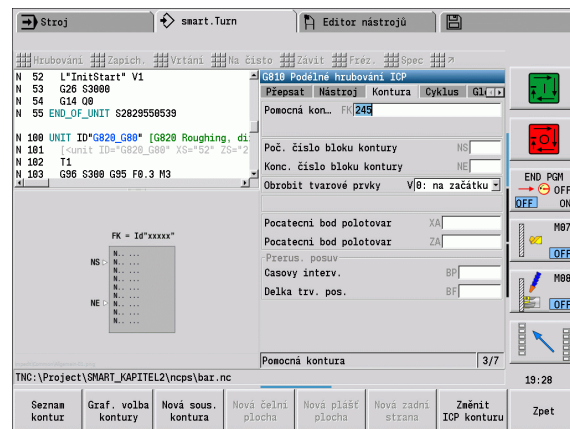 Stroj
smart.Turn
Editor nástrojů
Hrubování Zapich. Vrtání Na čisto Závit Fréz. Spec
N 52 L"InitStart" V1
N 53 G26 S3000
N 54 G14 Q0
N 55 END_OF_UNIT S2829550539
N 100 UNIT ID"G820_G80" [G820 Roughing, di
N 101 [<unit ID="G820_G80" XS="52" ZS="2
N 102 T1
N 103 G96 S300 G95 F0.3 M3
G810 Podélné hrubování ICP
Přepsat Nástroj Kontura Cyklus
Pomocná kon… FK 245
Poč. číslo bloku kontury NS
Konc. číslo bloku kontury NE
Obrobit tvarové prvky V 0: na začátku
Pocatecni bod polotovar XA
Pocatecni bod polotovar ZA
Prerus. posuv
Casovy interv. BP
Delka trv. pos. BF
Pomocná kontura 3/7
FK = Id"xxxxx"
NS
NE
N.. ...
N.. ...
N.. ...
N.. ...
N.. ...
N.. ...
N.. ...
N.. ...
TNC:\Project\SMART_KAPITEL2\ncps\bar.nc
END PGM
OFF
OFF ON
M07
OFF
M08
OFF
19:28
Seznam kontur
Graf. volba kontury
Nová sous. kontura
Nová čelní plocha
Nová plášť plocha
Nová zadní strana
Změnit ICP konturu
Zpet